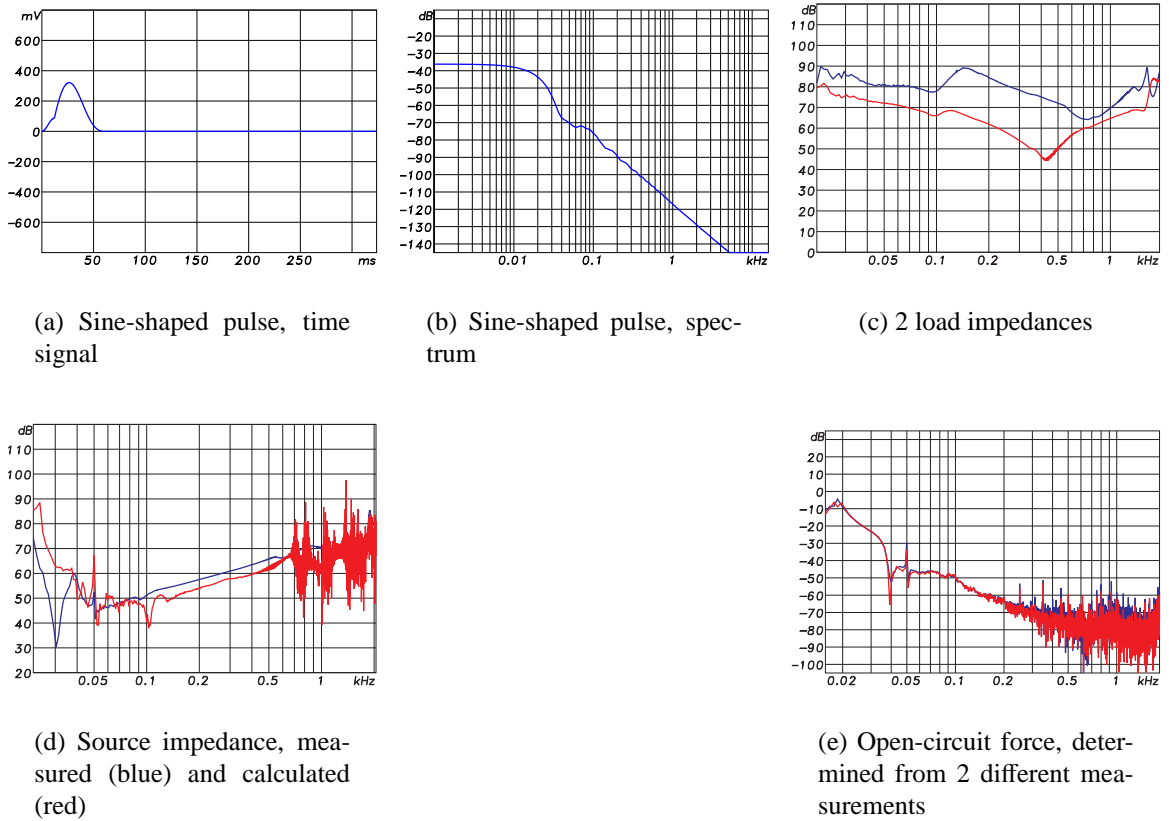 mV
600
400
200
0
-200
-400
-600
50 100 150 200 250
ms
dB
-20
-30
-40
-50
-60
-70
-80
-90
-100
-110
-120
-130
-140
0.01 0.1 1 kHz
dB
110
100
90
80
70
60
50
40
30
20
10
0
0.05 0.1 0.2 0.5 1 kHz
(a) Sine-shaped pulse, time
signal
(b) Sine-shaped pulse, spec-
trum
(c) 2 load impedances
dB
110
100
90
80
70
60
50
40
30
20
0.05 0.1 0.2 0.5 1 kHz
dB
20
10
0
-10
-20
-30
-40
-50
-60
-70
-80
-90
-100
0.02 0.05 0.1 0.2 0.5 1 kHz
(d) Source impedance, mea-
sured (blue) and calculated
(red)
(e) Open-circuit force, deter-
mined from 2 different mea-
surements